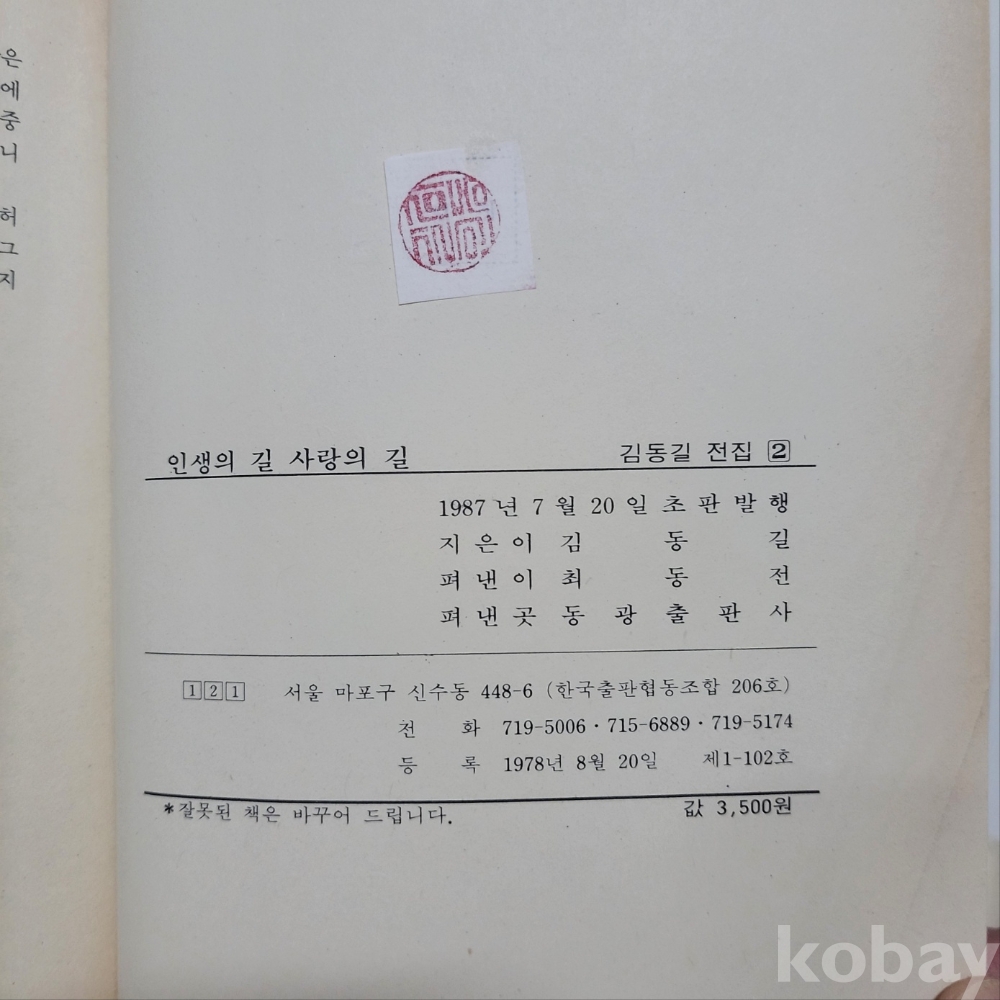 은
에
중
니
허
그
지
인생의 길 사랑의 길 김동길 전집 2
1987 년 7 월 20 일 초 판 발 행
지 은 이 김 동 길
펴 낸 이 최 동 전
펴 낸 곳 동 광 출 판 사
121 서울 마포구 신수동 448-6 (한국출판협동조합 206호)
전 화 719-5006·715-6889·719-5174
등 록 1978년 8월 20일 제1-102호
*잘못된 책은 바꾸어 드립니다. 값 3,500원
kobay